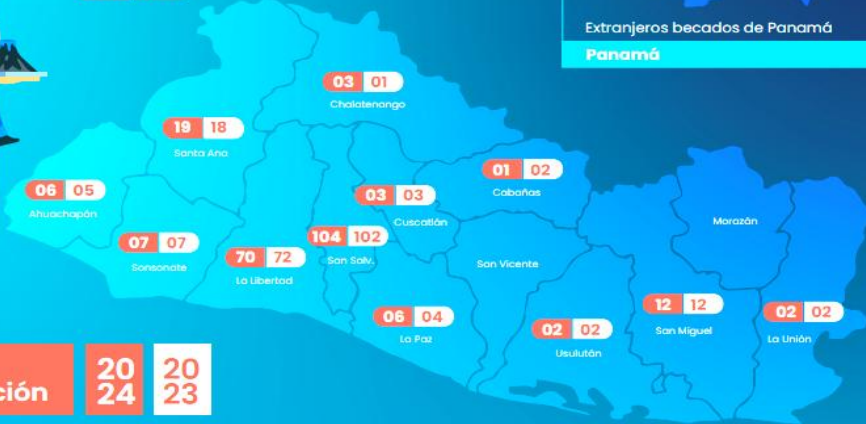 Extranjeros becados de Panamá
Panamá
03 01
Chalatenango
19 18
Santa Ana
01 02
Cabañas
06 05
Ahuachapán
03 03
Cuscatlán
Morazán
07 07
Sonsonate
70 72
La Libertad
104 102
San Salv.
San Vicente
12 12
San Miguel
02 02
La Unión
06 04
La Paz
02 02
Usulután
ción
20
24
20
23